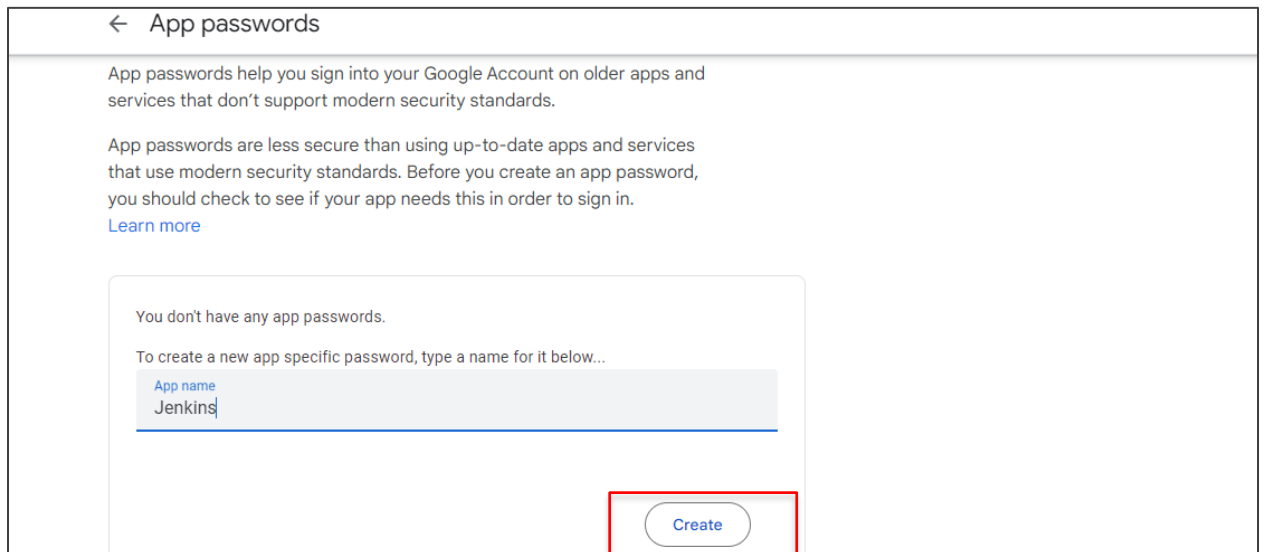 App passwords
App passwords help you sign into your Google Account on older apps and
services that don’t support modern security standards.
App passwords are less secure than using up-to-date apps and services
that use modern security standards. Before you create an app password,
you should check to see if your app needs this in order to sign in.
Learn more
You don't have any app passwords.
To create a new app specific password, type a name for it below...
App name
Jenkins
Create